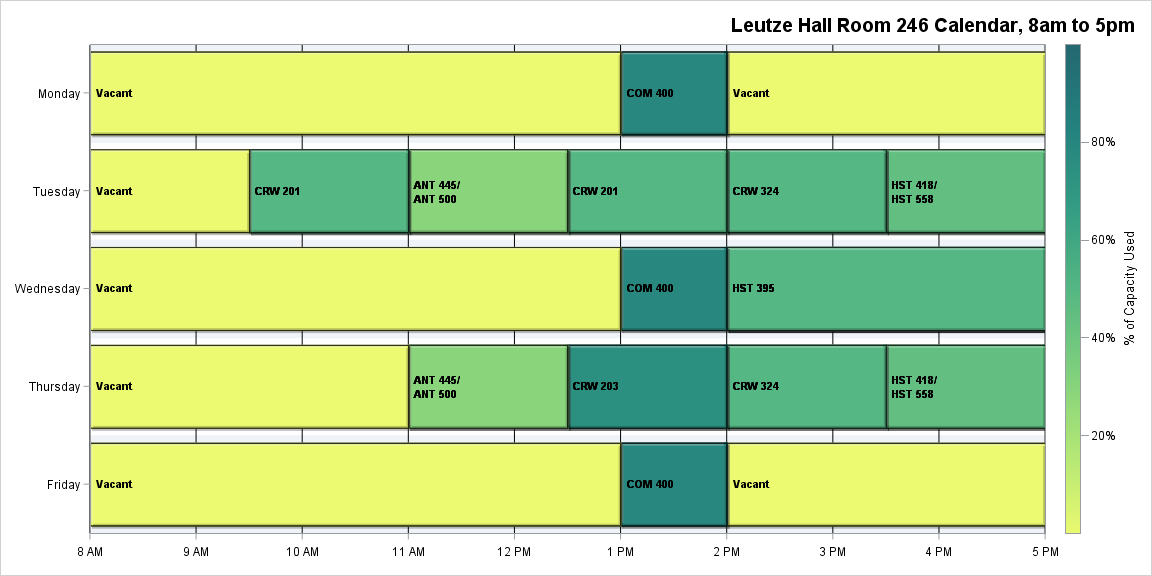 Leutze Hall Room 246 Calendar, 8am to 5pm
Monday
Vacant
COM 400
Vacant
Tuesday
Vacant
CRW 201
ANT 445/
ANT 500
CRW 201
CRW 324
HST 418/
HST 558
Wednesday
Vacant
COM 400
HST 395
Thursday
Vacant
ANT 445/
ANT 500
CRW 203
CRW 324
HST 418/
HST 558
Friday
Vacant
COM 400
Vacant
8 AM
9 AM
10 AM
11 AM
12 PM
1 PM
2 PM
3 PM
4 PM
5 PM
80%
60%
40%
20%
% of Capacity Used